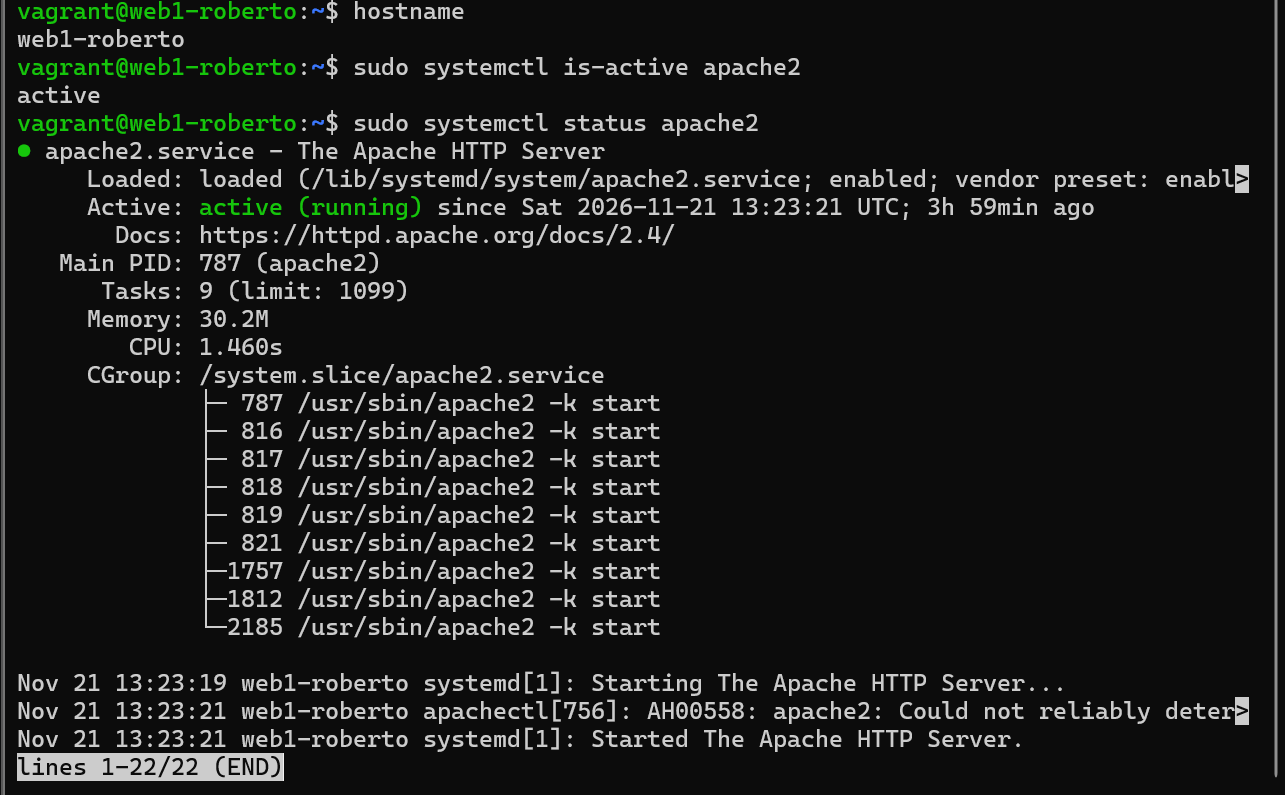 vagrant@web1-roberto:~$ hostname
web1-roberto
vagrant@web1-roberto:~$ sudo systemctl is-active apache2
active
vagrant@web1-roberto:~$ sudo systemctl status apache2
● apache2.service - The Apache HTTP Server
     Loaded: loaded (/lib/systemd/system/apache2.service; enabled; vendor preset: enabl>
     Active: active (running) since Sat 2026-11-21 13:23:21 UTC; 3h 59min ago
       Docs: https://httpd.apache.org/docs/2.4/
   Main PID: 787 (apache2)
      Tasks: 9 (limit: 1099)
     Memory: 30.2M
        CPU: 1.460s
     CGroup: /system.slice/apache2.service
             ├─ 787 /usr/sbin/apache2 -k start
             ├─ 816 /usr/sbin/apache2 -k start
             ├─ 817 /usr/sbin/apache2 -k start
             ├─ 818 /usr/sbin/apache2 -k start
             ├─ 819 /usr/sbin/apache2 -k start
             ├─ 821 /usr/sbin/apache2 -k start
             ├─1757 /usr/sbin/apache2 -k start
             ├─1812 /usr/sbin/apache2 -k start
             └─2185 /usr/sbin/apache2 -k start

Nov 21 13:23:19 web1-roberto systemd[1]: Starting The Apache HTTP Server...
Nov 21 13:23:21 web1-roberto apachectl[756]: AH00558: apache2: Could not reliably deter>
Nov 21 13:23:21 web1-roberto systemd[1]: Started The Apache HTTP Server.
lines 1-22/22 (END)